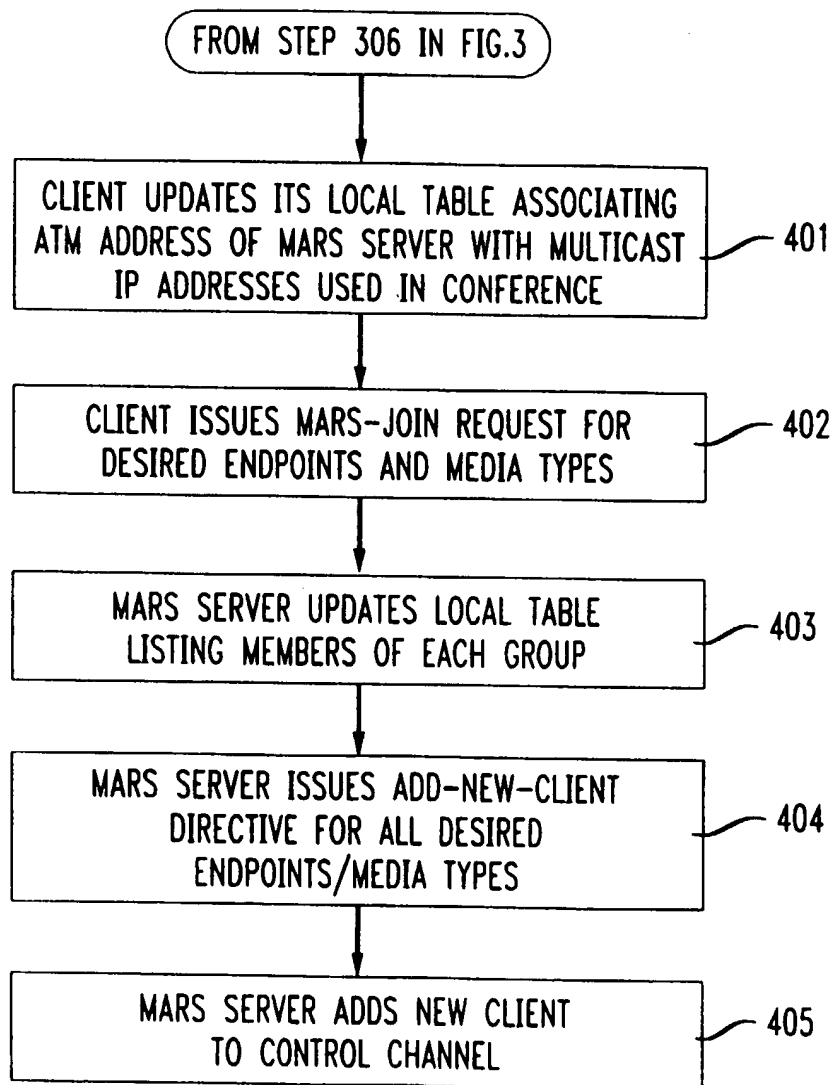 FROM STEP 306 IN FIG.3
CLIENT UPDATES ITS LOCAL TABLE ASSOCIATING
ATM ADDRESS OF MARS SERVER WITH MULTICAST
IP ADDRESSES USED IN CONFERENCE
401
CLIENT ISSUES MARS-JOIN REQUEST FOR
DESIRED ENDPOINTS AND MEDIA TYPES
402
MARS SERVER UPDATES LOCAL TABLE
LISTING MEMBERS OF EACH GROUP
403
MARS SERVER ISSUES ADD-NEW-CLIENT
DIRECTIVE FOR ALL DESIRED
ENDPOINTS/MEDIA TYPES
404
MARS SERVER ADDS NEW CLIENT
TO CONTROL CHANNEL
405